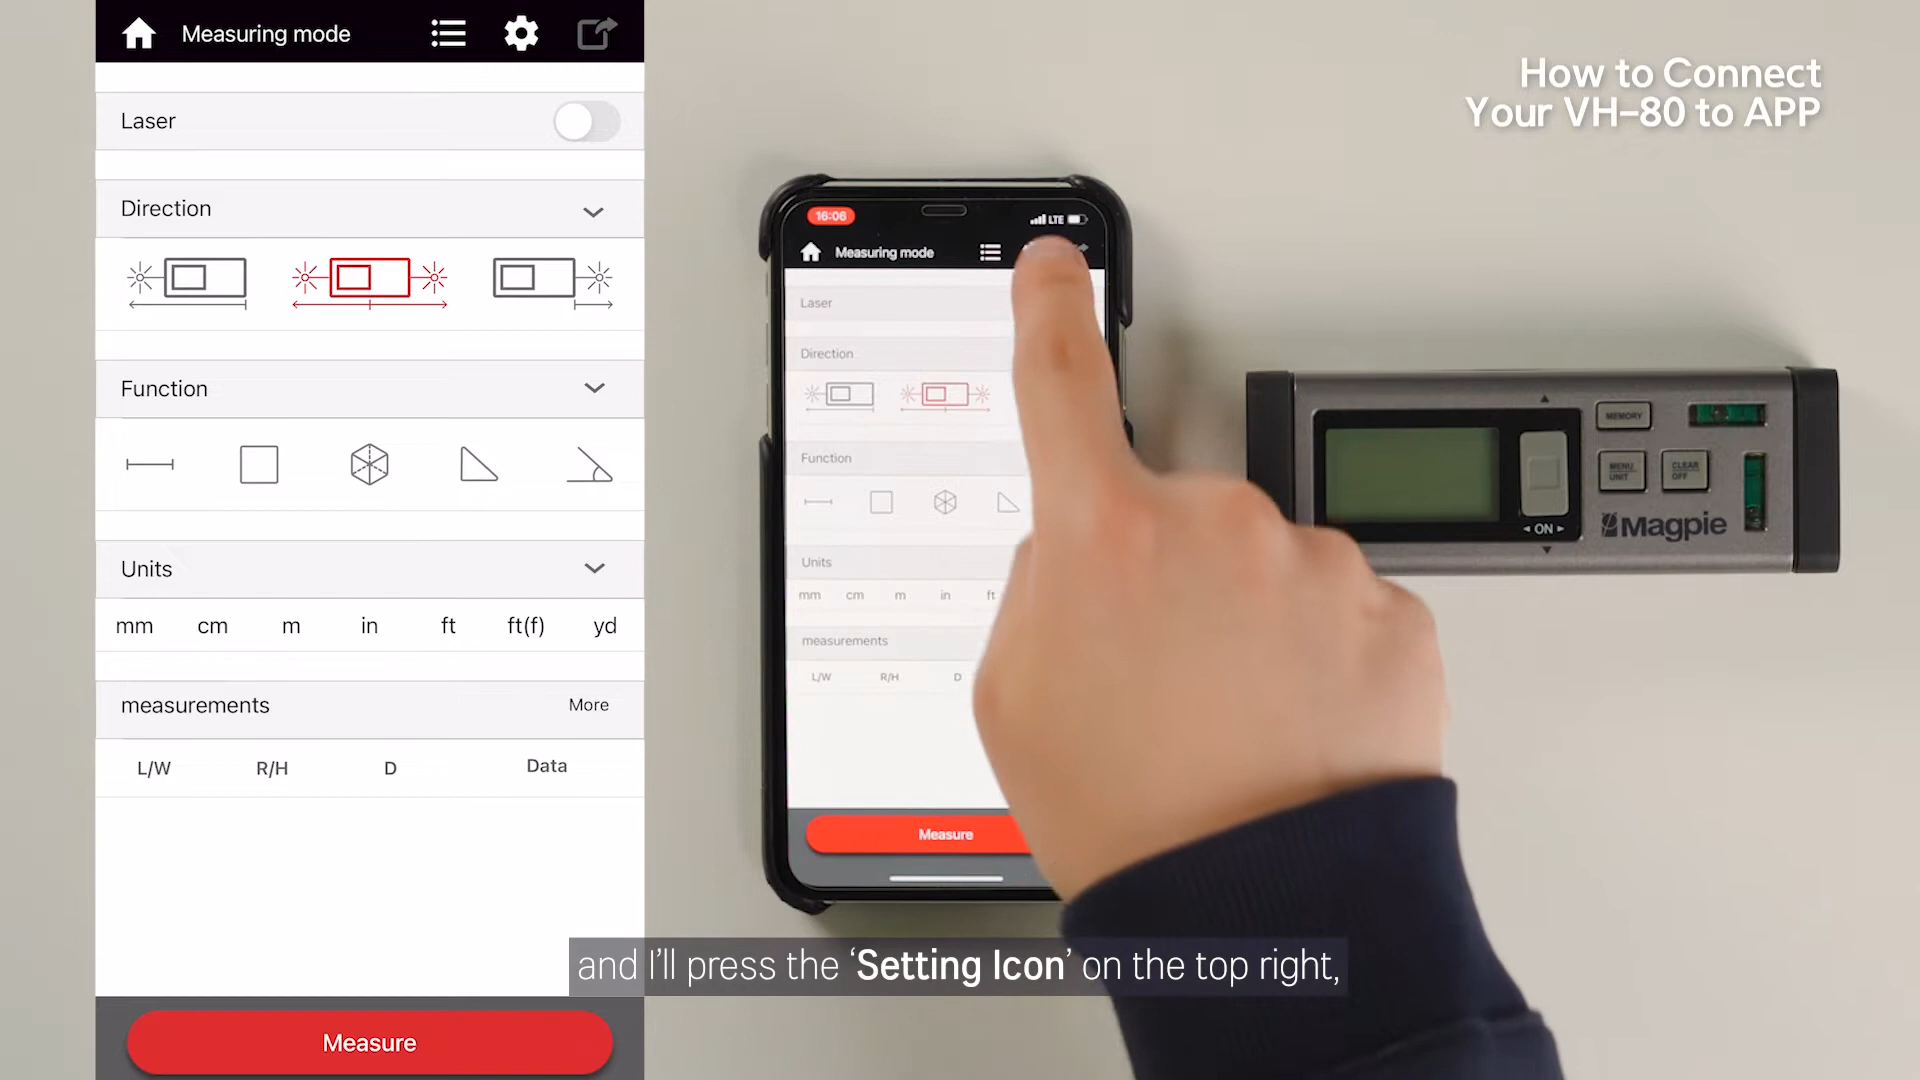 Measuring mode
Laser
Direction
Function
Units
mm cm m in ft ft(f) yd
measurements More
L/W R/H D Data
Measure
How to Connect
Your VH-80 to APP
16:06 LTE
Measuring mode
Laser
Direction
Function
Units
mm cm m in ft
measurements
L/W R/H D
Measure
MEMORY
MENU
UNIT
CLEAR
OFF
ON
Magpie
and I'll press the ‘Setting Icon’ on the top right,